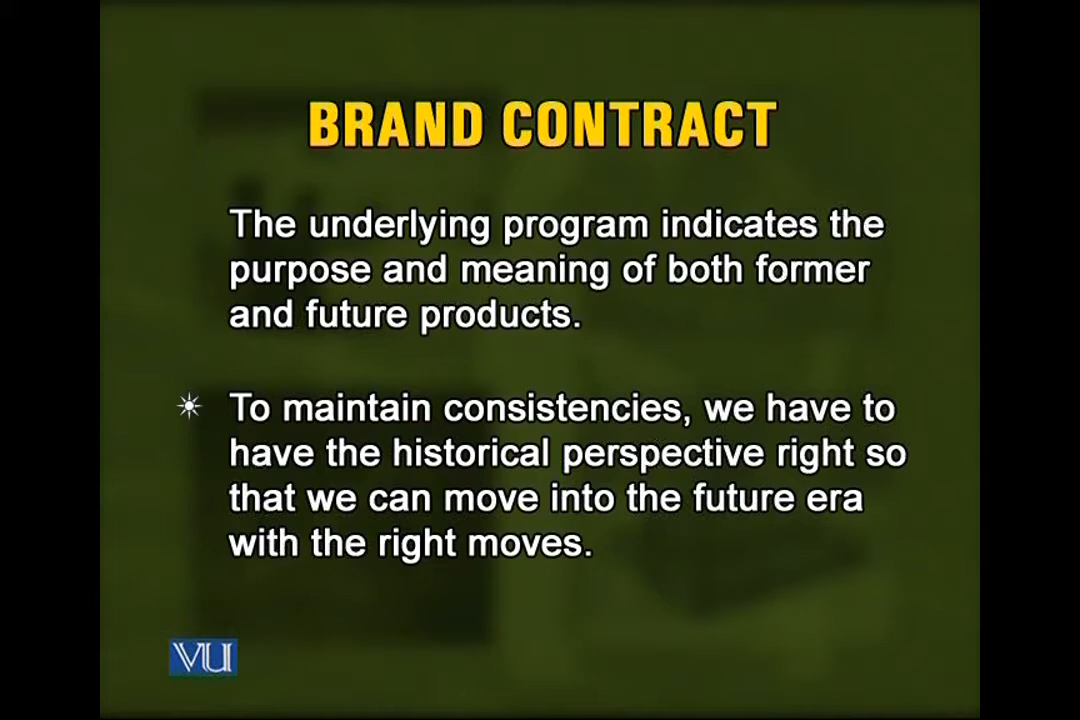 BRAND CONTRACT
The underlying program indicates the
purpose and meaning of both former
and future products.
To maintain consistencies, we have to
have the historical perspective right so
that we can move into the future era
with the right moves.
VU